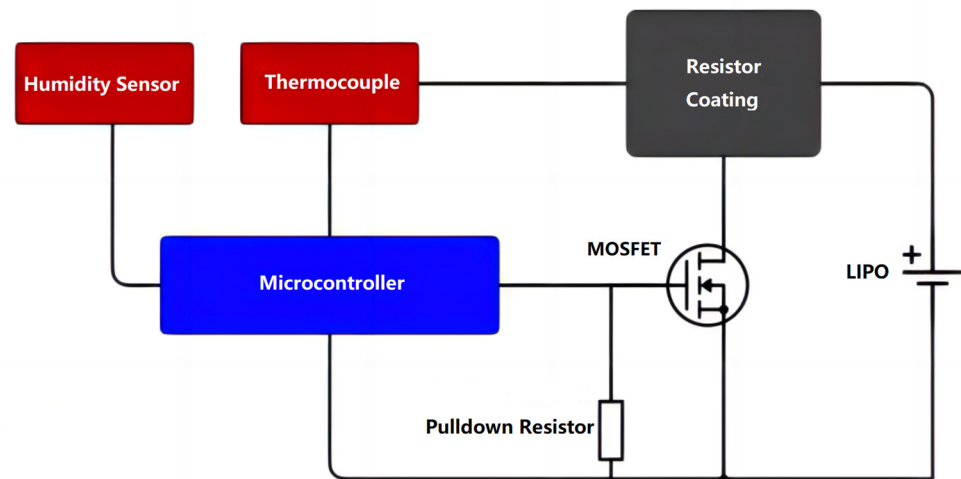 Humidity Sensor
Thermocouple
Resistor
Coating
MOSFET
Microcontroller
LIPO
+
Pulldown Resistor